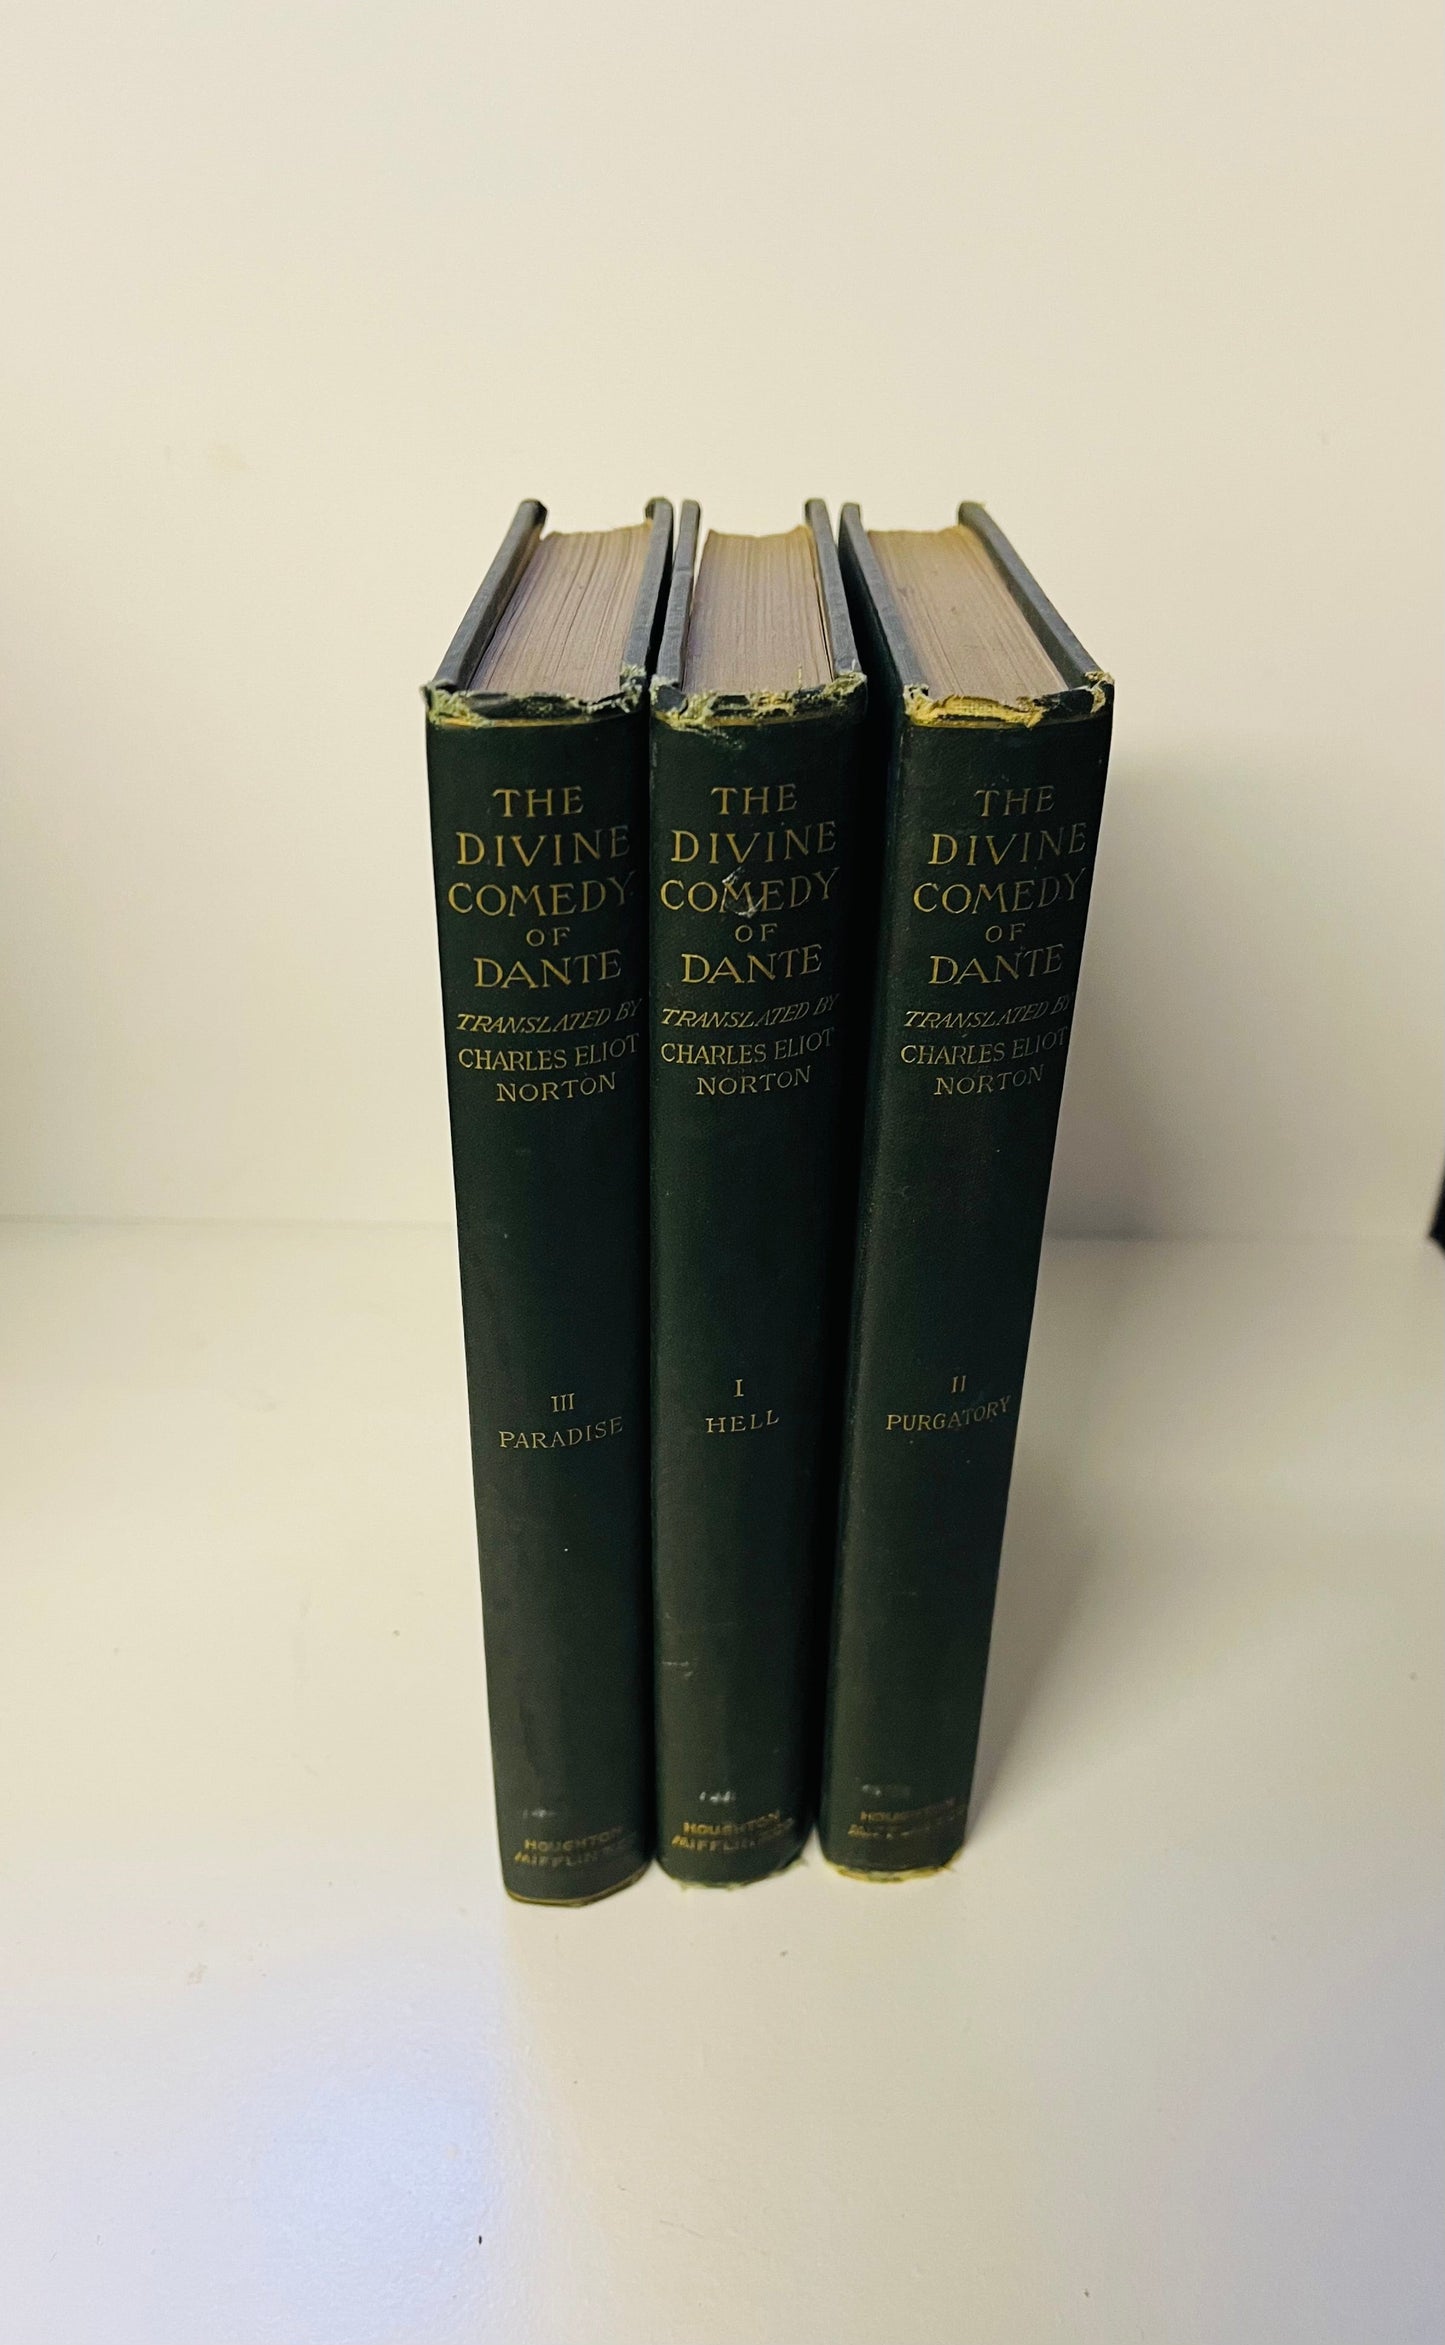 THE
DIVINE
COMEDY
OF
DANTE
TRANSLATED BY
CHARLES ELIOT
NORTON
III
PARADISE
HOUGHTON
MIFFLIN
THE
DIVINE
COMEDY
OF
DANTE
TRANSLATED BY
CHARLES ELIOT
NORTON
I
HELL
HOUGHTON
MIFFLIN
THE
DIVINE
COMEDY
OF
DANTE
TRANSLATED BY
CHARLES ELIOT
NORTON
II
PURGATORY
HOUGHTON